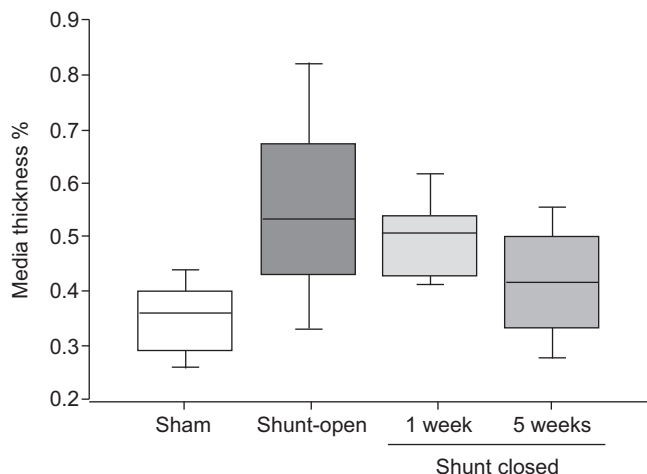 Media thickness %
0.9
0.8
0.7
0.6
0.5
0.4
0.3
0.2
Sham
Shunt-open
1 week
5 weeks
Shunt closed